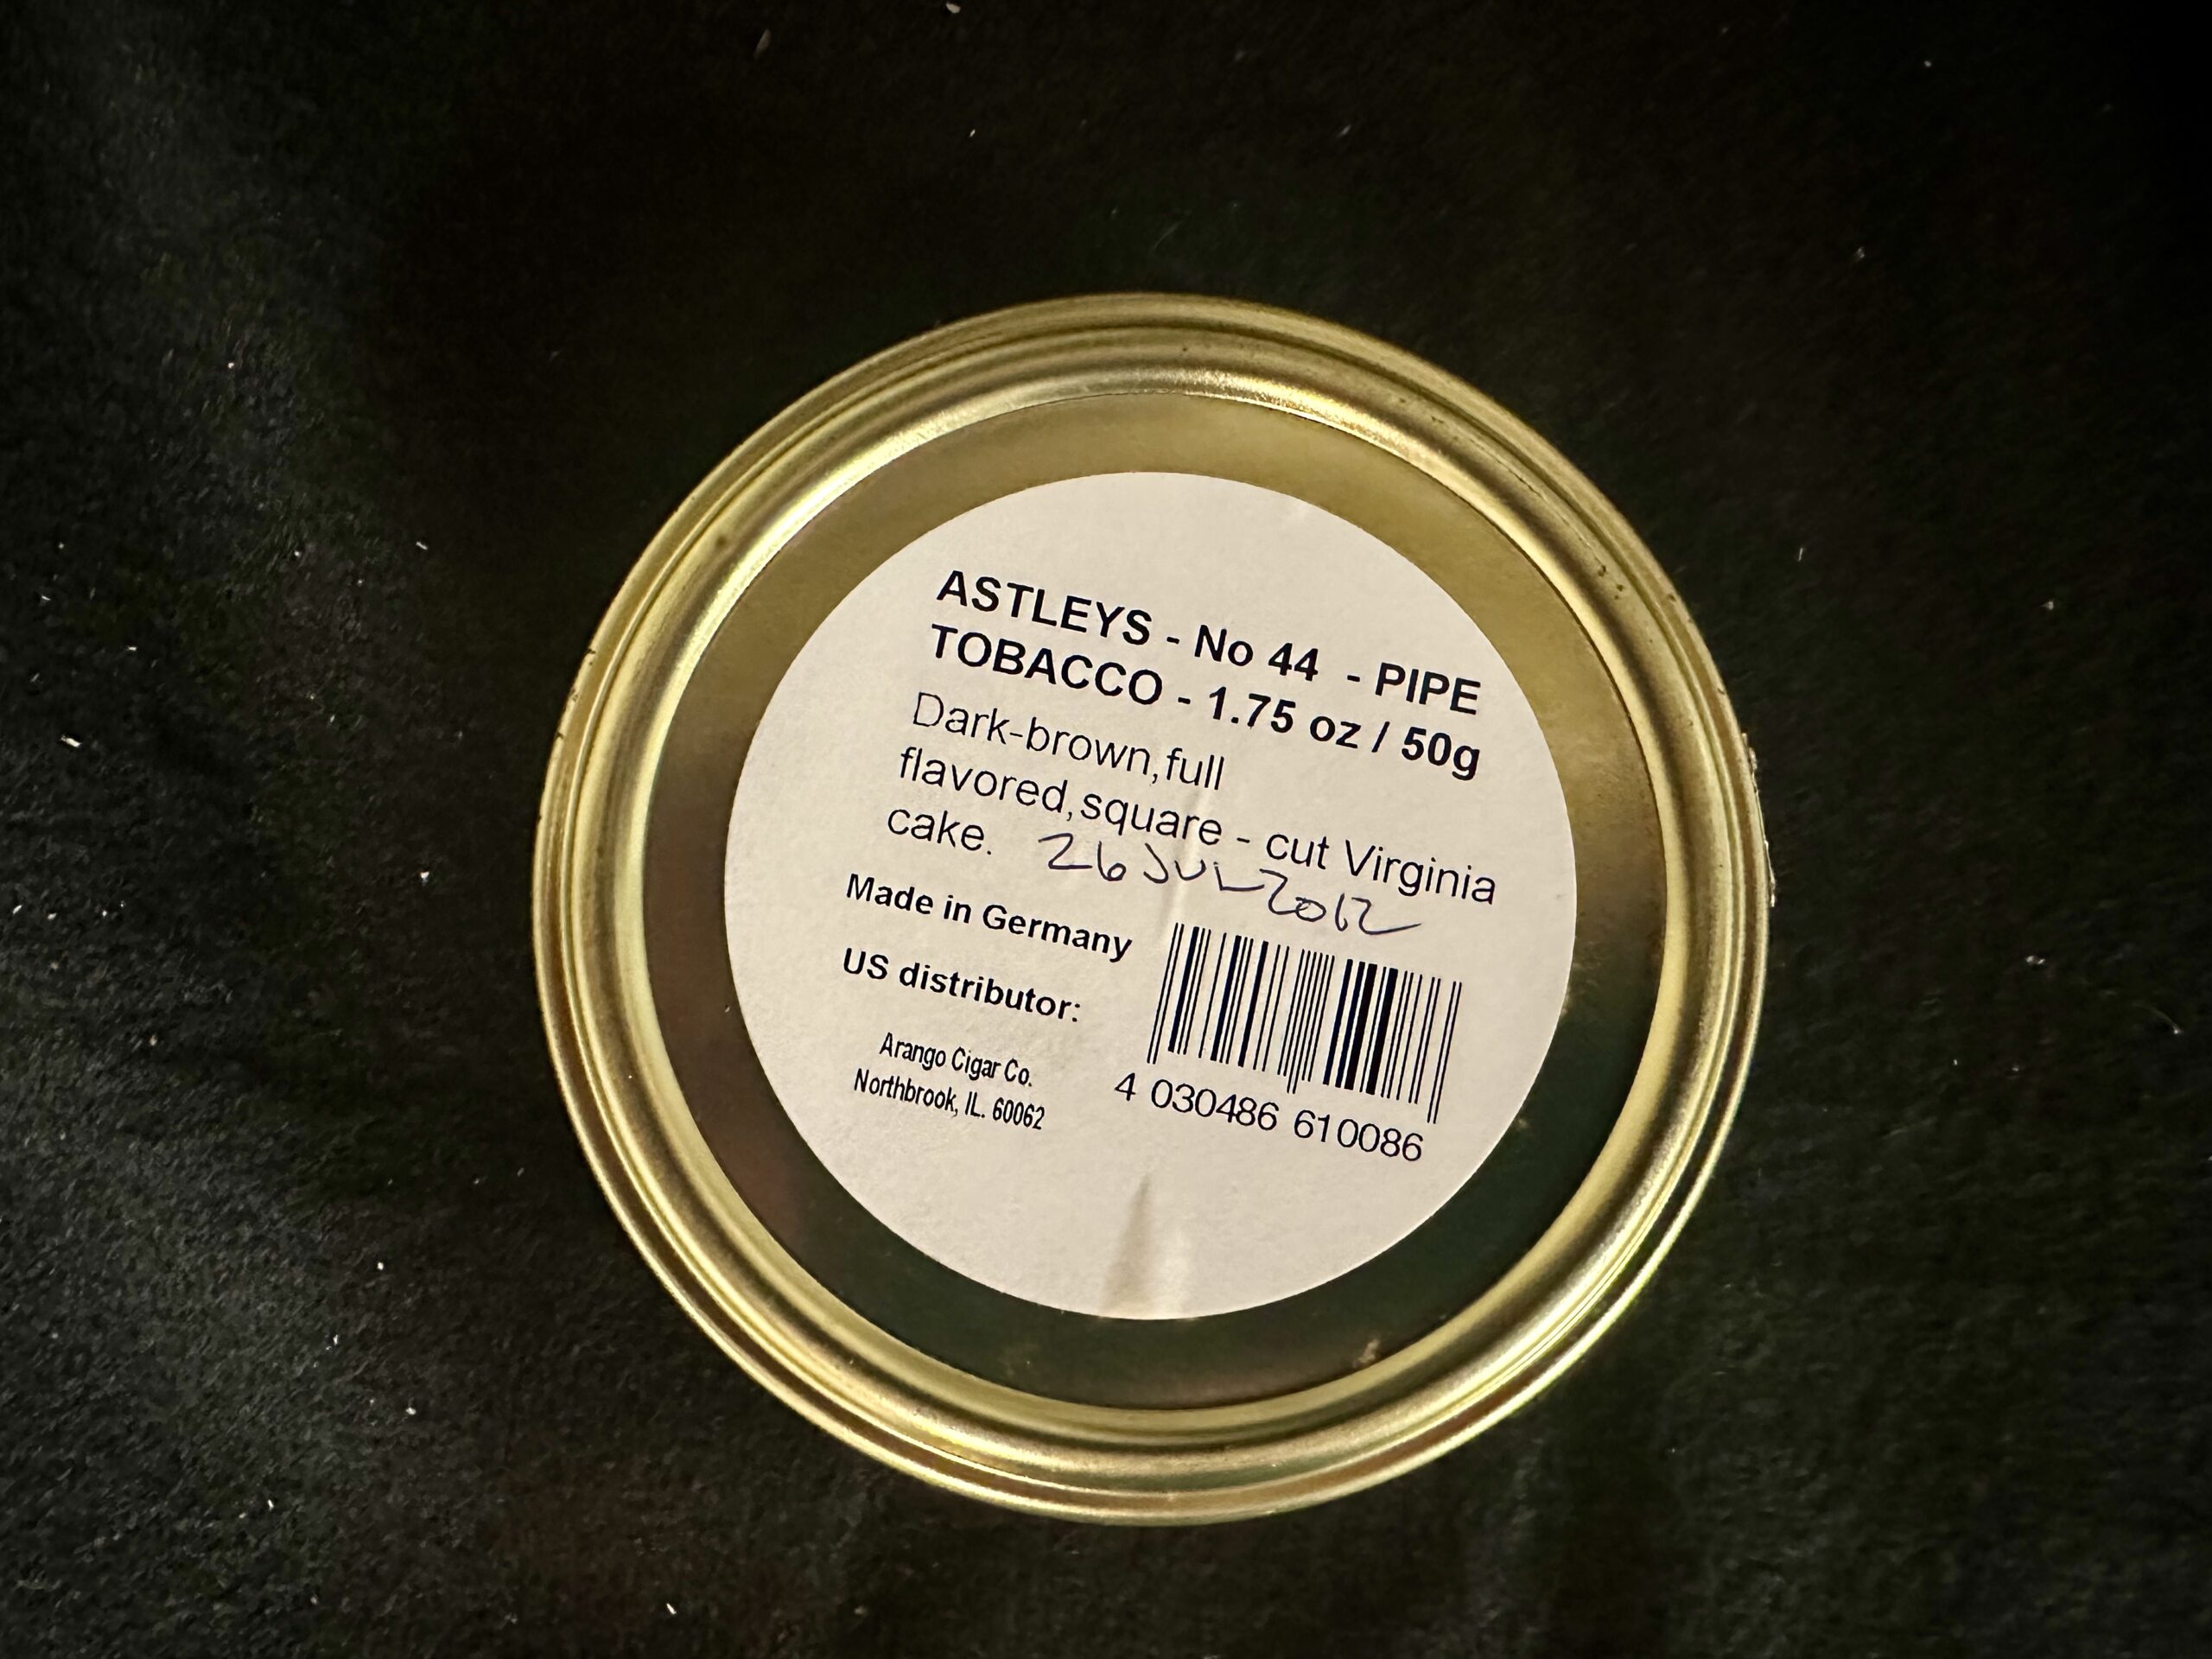 ASTLEYS - No 44 - PIPE
TOBACCO - 1.75 oz / 50g
Dark-brown,full
flavored,square - cut Virginia
cake. 26 JUL 2012
Made in Germany
US distributor:
Arango Cigar Co.
Northbrook, IL. 60062
4 030486 610086